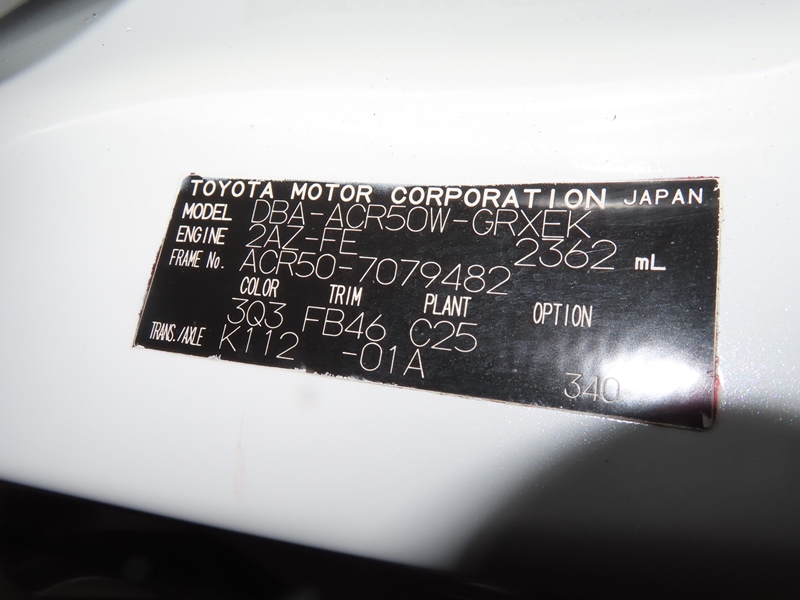 TOYOTA MOTOR CORPORATION JAPAN
MODEL DBA-ACR50W-GRXEK
ENGINE 2AZ-FE 2362 mL
FRAME No. ACR50-7079482
COLOR TRIM PLANT OPTION
3Q3 FB46 C25
TRANS./AXLE K112 -01A
340